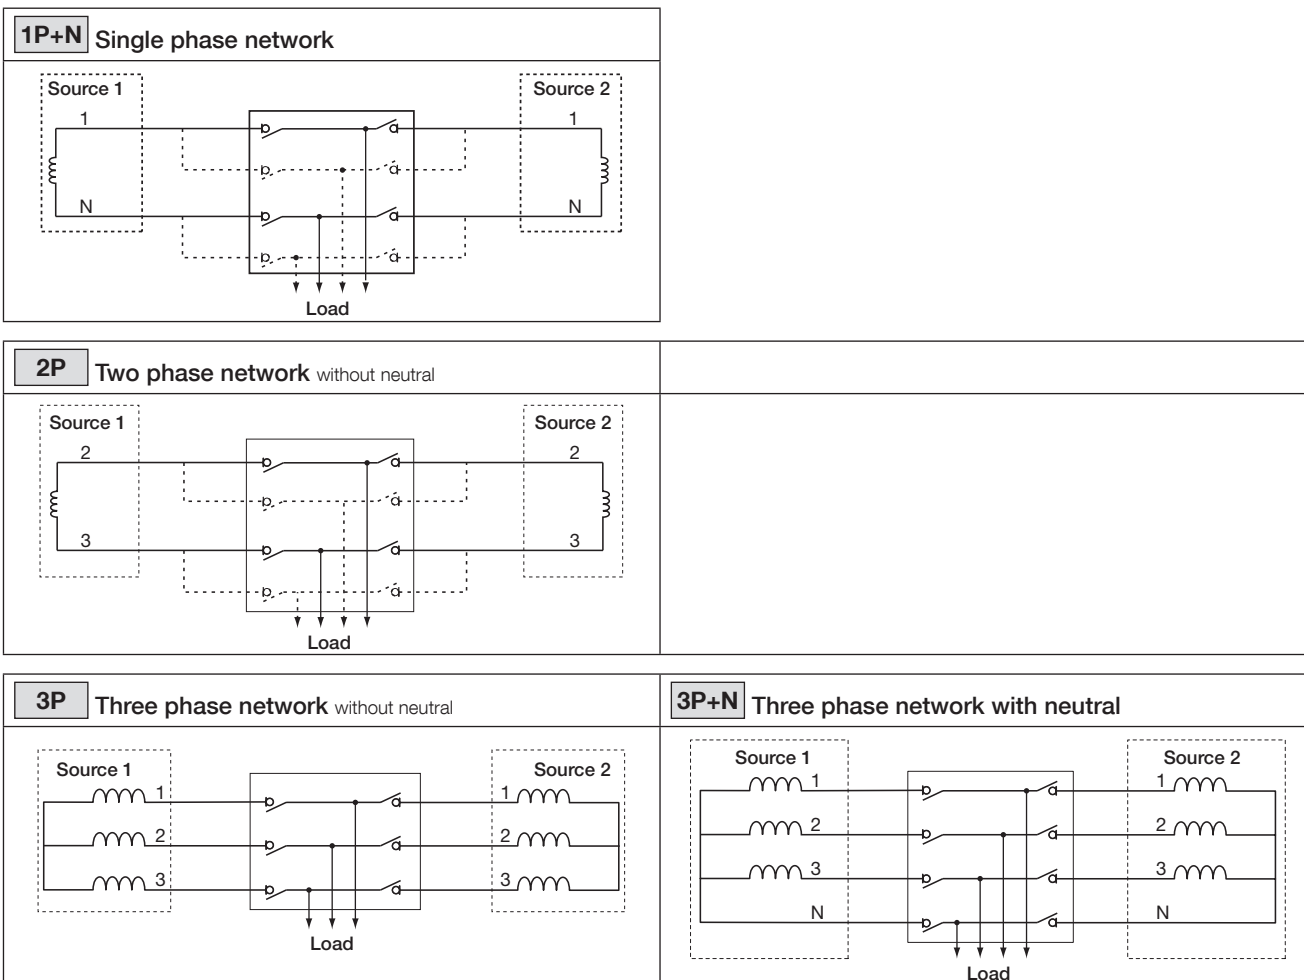 1P+N Single phase network
Source 1
Source 2
1
1
N
N
Load
2P Two phase network without neutral
Source 1
Source 2
2
2
3
3
Load
3P Three phase network without neutral
Source 1
Source 2
1
1
2
2
3
3
Load
3P+N Three phase network with neutral
Source 1
Source 2
1
1
2
2
3
3
N
N
Load